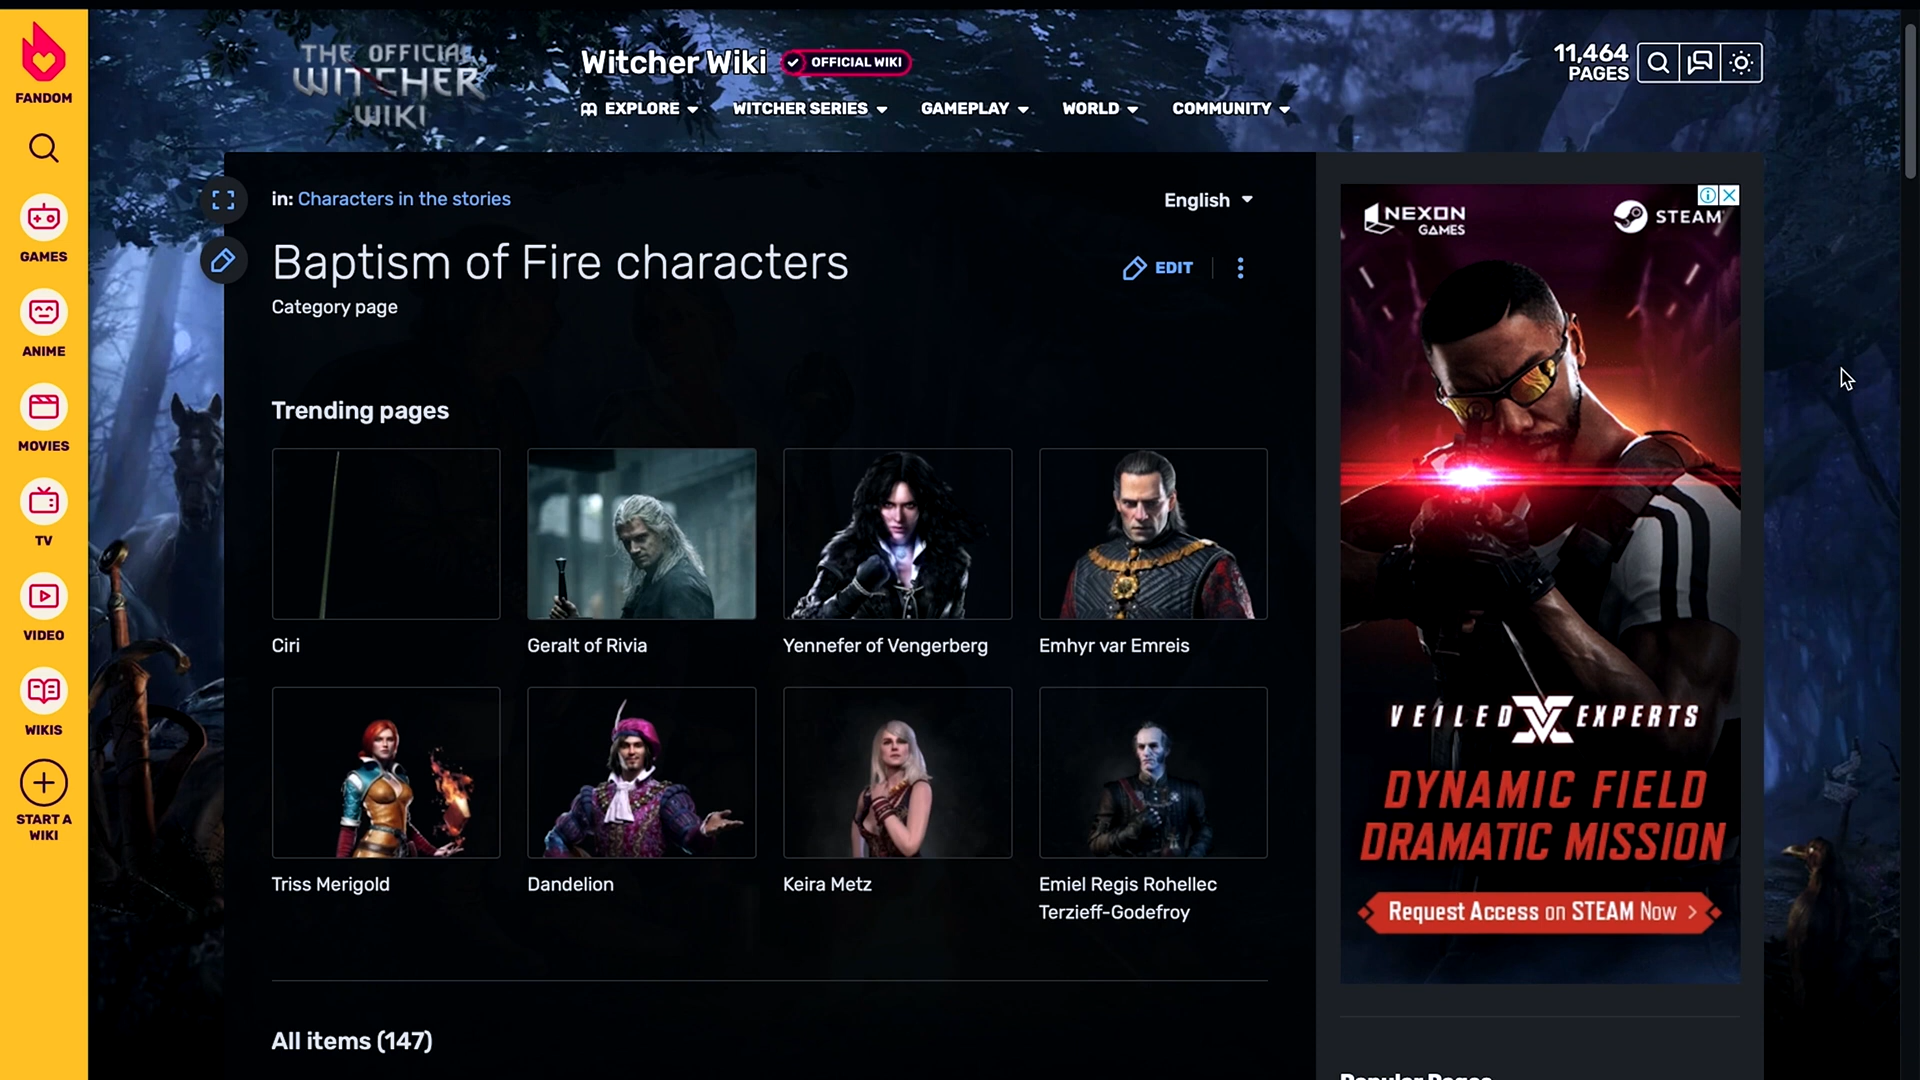 FANDOM
GAMES
ANIME
MOVIES
TV
VIDEO
WIKIS
START A
WIKI
THE OFFICIAL
WITCHER
WIKI
Witcher Wiki
OFFICIAL WIKI
EXPLORE
WITCHER SERIES
GAMEPLAY
WORLD
COMMUNITY
11,464
PAGES
in: Characters in the stories
English
Baptism of Fire characters
EDIT
Category page
Trending pages
Ciri
Geralt of Rivia
Yennefer of Vengerberg
Emhyr var Emreis
Triss Merigold
Dandelion
Keira Metz
Emiel Regis Rohellec
Terzieff-Godefroy
All items (147)
NEXON
GAMES
STEAM
VEILED EXPERTS
DYNAMIC FIELD
DRAMATIC MISSION
Request Access on STEAM Now
Popular Pages